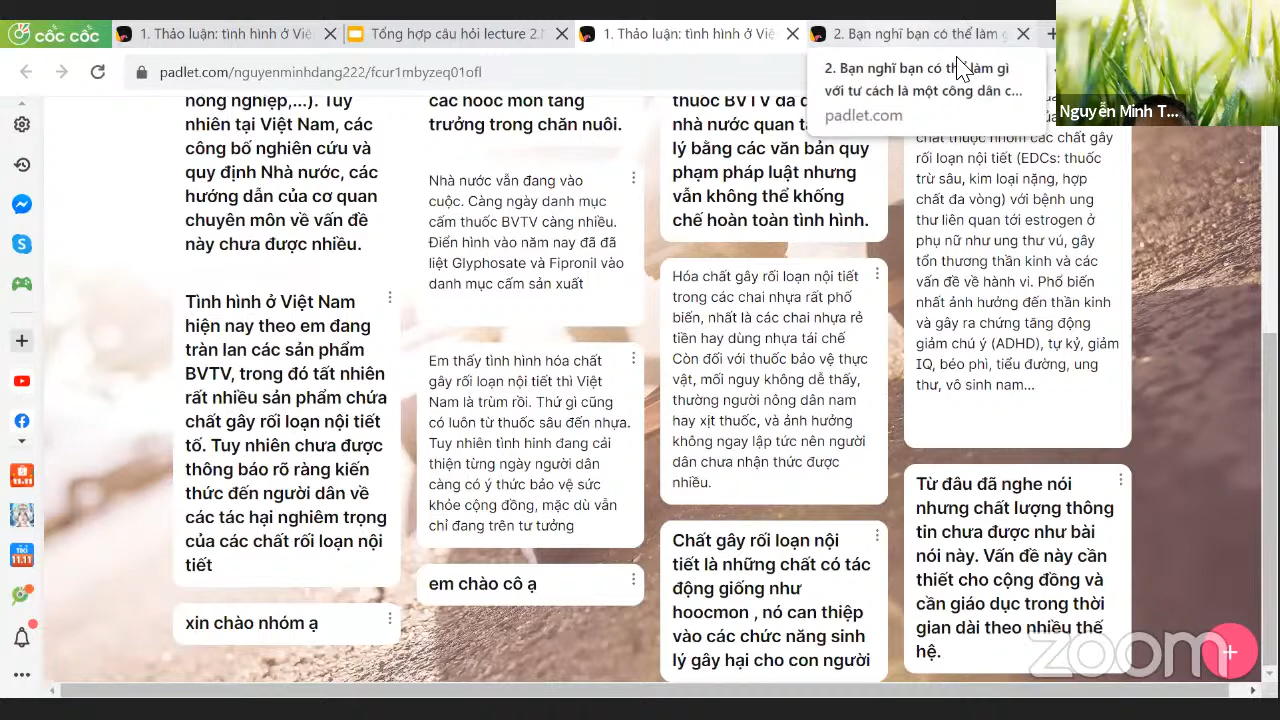 cốc cốc
1. Thảo luận: tình hình ở Việ
Tổng hợp câu hỏi lecture 2.
1. Thảo luận: tình hình ở Việ
2. Bạn nghĩ bạn có thể làm g
padlet.com/nguyenminhdang222/fcur1mbyzeq01ofl
2. Bạn nghĩ bạn có thể làm gì
với tư cách là một công dân c...
padlet.com
Nguyễn Minh T...
nông nghiệp,...). Tuy
nhiên tại Việt Nam, các
công bố nghiên cứu và
quy định Nhà nước, các
hướng dẫn của cơ quan
chuyên môn về vấn đề
này chưa được nhiều.
Tình hình ở Việt Nam
hiện nay theo em đang
tràn lan các sản phẩm
BVTV, trong đó tất nhiên
rất nhiều sản phẩm chứa
chất gây rối loạn nội tiết
tố. Tuy nhiên chưa được
thông báo rõ ràng kiến
thức đến người dân về
các tác hại nghiêm trọng
của các chất rối loạn nội
tiết
xin chào nhóm ạ
các hooc mon tăng
trưởng trong chăn nuôi.
Nhà nước vẫn đang vào
cuộc. Càng ngày danh mục
cấm thuốc BVTV càng nhiều.
Điển hình vào năm nay đã đã
liệt Glyphosate và Fipronil vào
danh mục cấm sản xuất
Em thấy tình hình hóa chất
gây rối loạn nội tiết thì Việt
Nam là trùm rồi. Thứ gì cũng
có luôn từ thuốc sâu đến nhựa.
Tuy nhiên tình hình đang cải
thiện từng ngày người dân
càng có ý thức bảo vệ sức
khỏe cộng đồng, mặc dù vẫn
chỉ đang trên tư tưởng
em chào cô ạ
thuốc BVTV đã đ
nhà nước quan t
lý bằng các văn bản quy
phạm pháp luật nhưng
vẫn không thể khống
chế hoàn toàn tình hình.
Hóa chất gây rối loạn nội tiết
trong các chai nhựa rất phổ
biến, nhất là các chai nhựa rẻ
tiền hay dùng nhựa tái chế
Còn đối với thuốc bảo vệ thực
vật, mối nguy không dễ thấy,
thường người nông dân nam
hay xịt thuốc, và ảnh hưởng
không ngay lập tức nên người
dân chưa nhận thức được
nhiều.
Chất gây rối loạn nội
tiết là những chất có tác
động giống như
hoocmon , nó can thiệp
vào các chức năng sinh
lý gây hại cho con người
chất thuộc nhóm các chất gây
rối loạn nội tiết (EDCs: thuốc
trừ sâu, kim loại nặng, hợp
chất đa vòng) với bệnh ung
thư liên quan tới estrogen ở
phụ nữ như ung thư vú, gây
tổn thương thần kinh và các
vấn đề về hành vi. Phổ biến
nhất ảnh hưởng đến thần kinh
và gây ra chứng tăng động
giảm chú ý (ADHD), tự kỷ, giảm
IQ, béo phì, tiểu đường, ung
thư, vô sinh nam...
Từ đâu đã nghe nói
nhưng chất lượng thông
tin chưa được như bài
nói này. Vấn đề này cần
thiết cho cộng đồng và
cần giáo dục trong thời
gian dài theo nhiều thế
hệ.
zoom